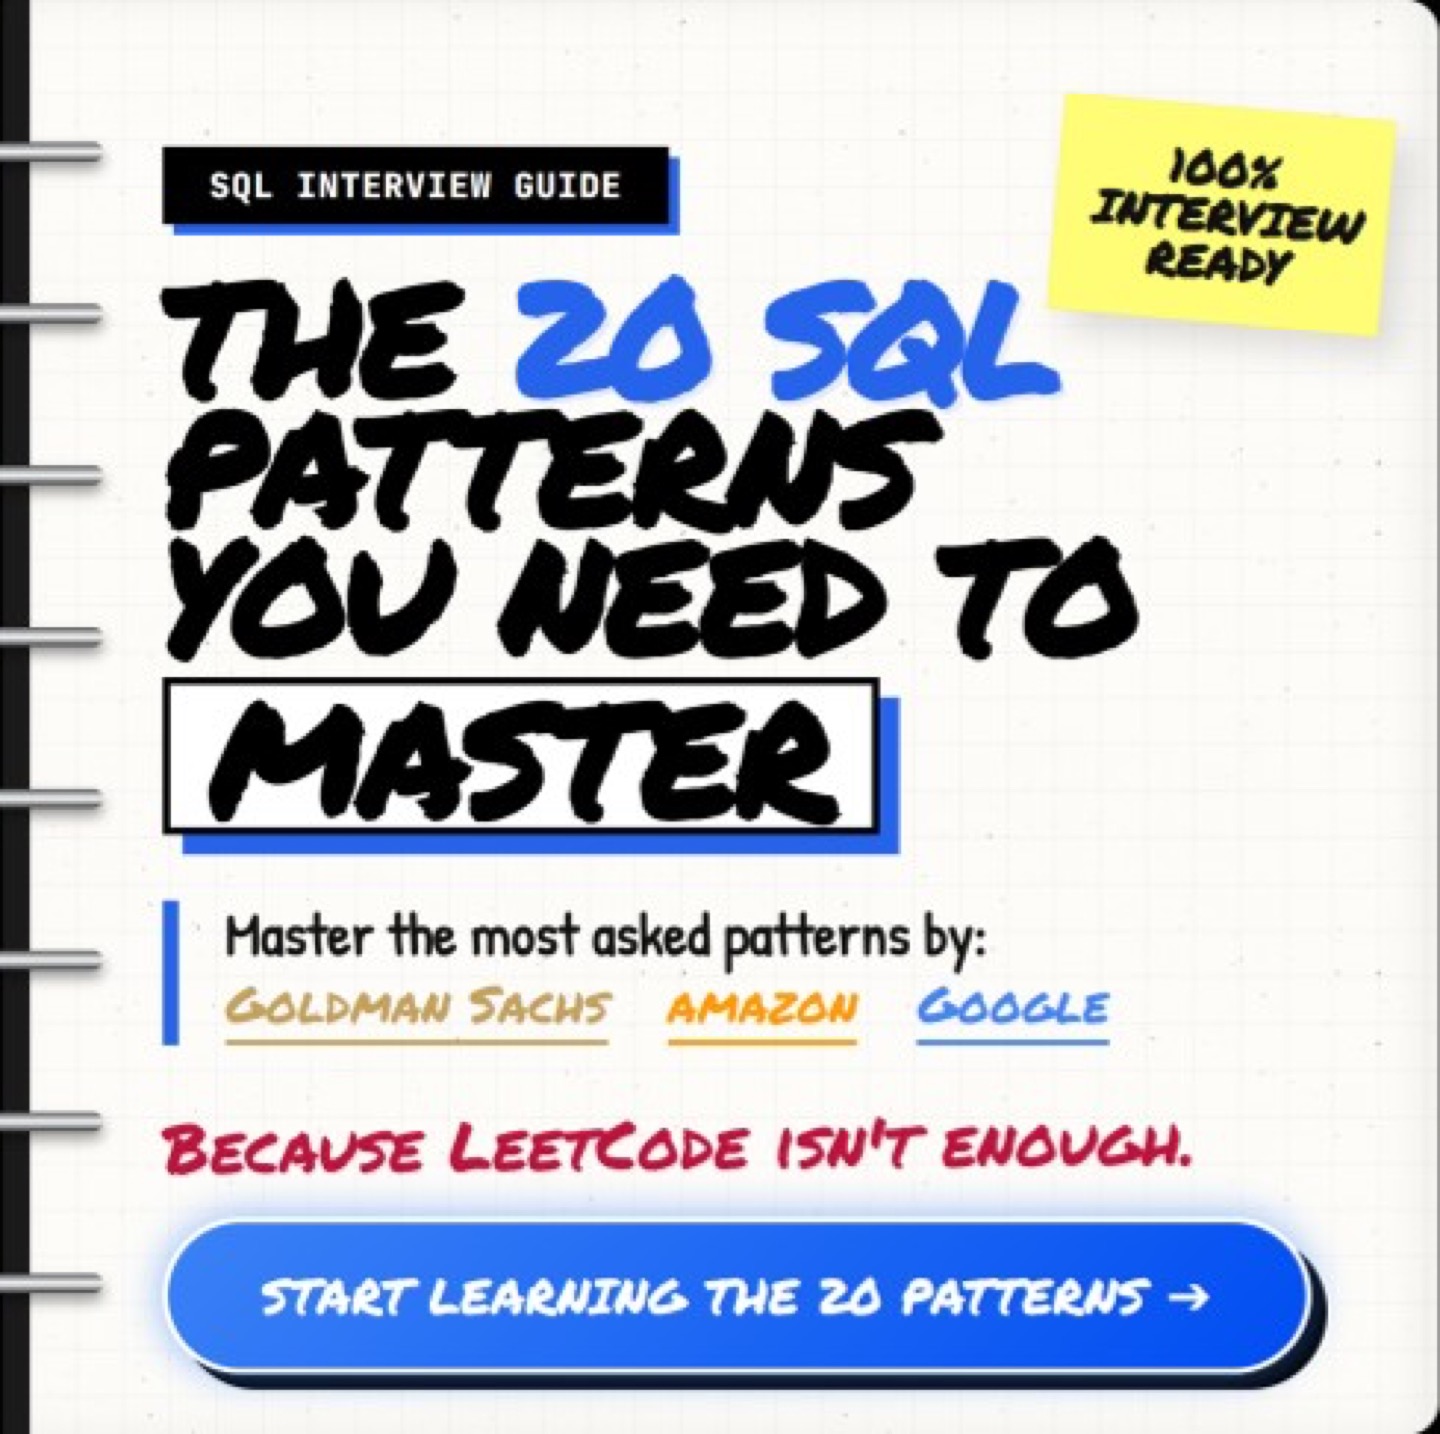 SQL INTERVIEW GUIDE
100%
INTERVIEW
READY
THE 20 SQL
PATTERNS
YOU NEED TO
MASTER
Master the most asked patterns by:
GOLDMAN SACHS AMAZON GOOGLE
BECAUSE LEETCODE ISN'T ENOUGH.
START LEARNING THE 20 PATTERNS →